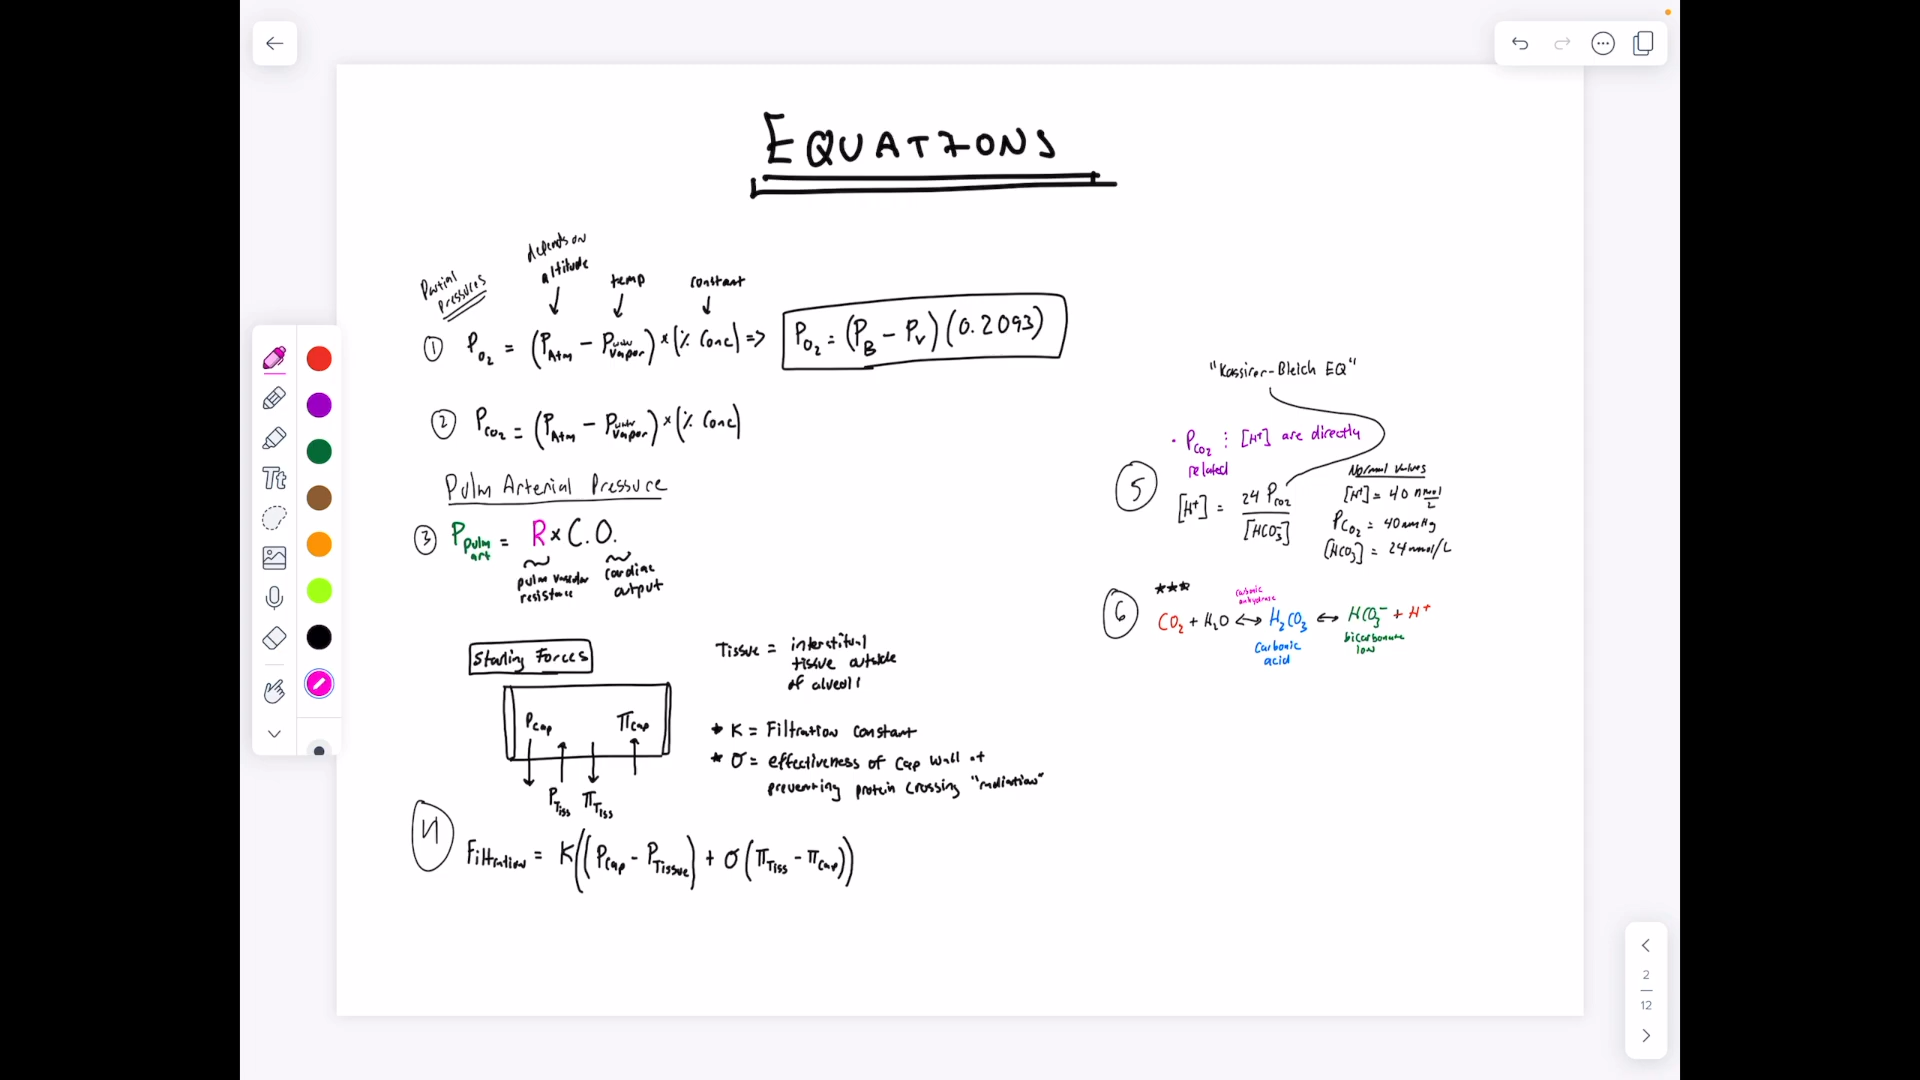 EQUATIONS
Partial pressures
depends on altitude
temp
constant
① P_O2 = (P_Atm − P_water vapor) × (% Conc) => P_O2 = (P_B − P_V)(0.2093)
② P_CO2 = (P_Atm − P_water vapor) × (% Conc)
Pulm Arterial Pressure
③ P_pulm art = R × C.O.
pulm vascular resistance
cardiac output
Starling Forces
P_cap
π_cap
P_Tiss
π_Tiss
Tissue = interstitial
tissue outside
of alveoli
* K = Filtration constant
* σ = effectiveness of cap wall at
preventing protein crossing
④ Filtration = K((P_cap - P_Tissue) + σ(π_Tiss - π_cap))
"Kassirer-Bleich EQ"
· P_CO2 : [H+] are directly
related
⑤ [H+] = 24 P_CO2 / [HCO3-]
Normal values
[H+] = 40 nmol/L
P_CO2 = 40 mmHg
[HCO3-] = 24 mmol/L
★★★
carbonic
anhydrase
⑥ CO2 + H2O <-> H2CO3 <-> HCO3- + H+
Carbonic
acid
bicarbonate
ion
Tt
2
12